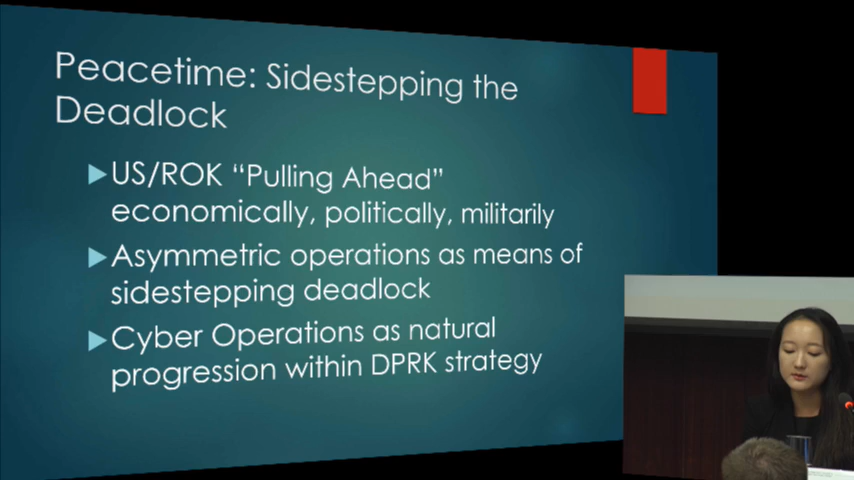 Peacetime: Sidestepping the
Deadlock
US/ROK “Pulling Ahead”
economically, politically, militarily
Asymmetric operations as means of
sidestepping deadlock
Cyber Operations as natural
progression within DPRK strategy